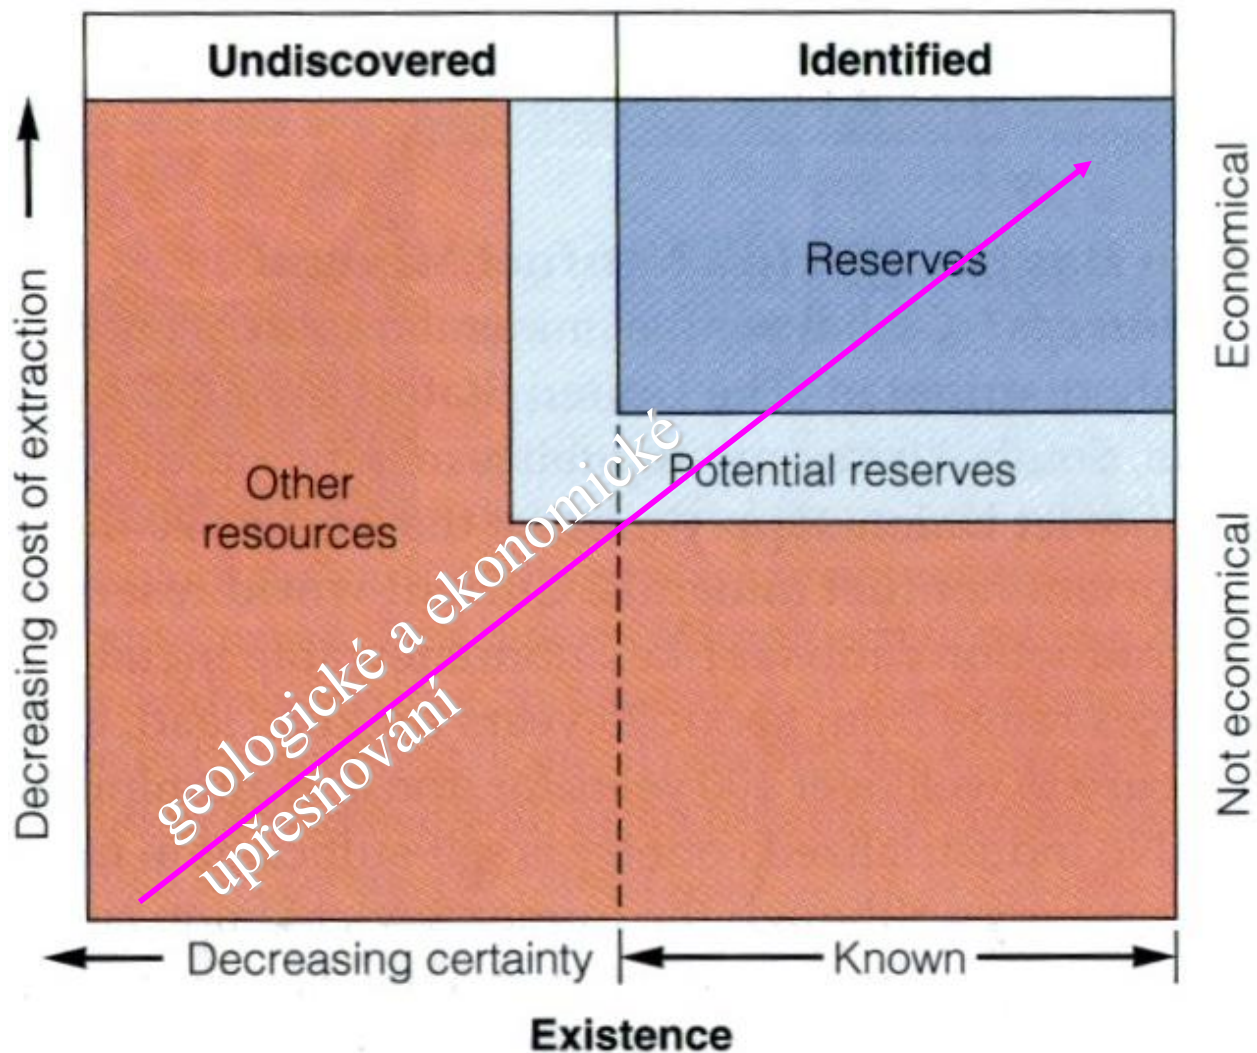 Undiscovered
Identified
Decreasing cost of extraction
Economical
Not economical
Reserves
Potential reserves
Other
resources
geologické a ekonomické
upřesňování
Decreasing certainty
Known
Existence